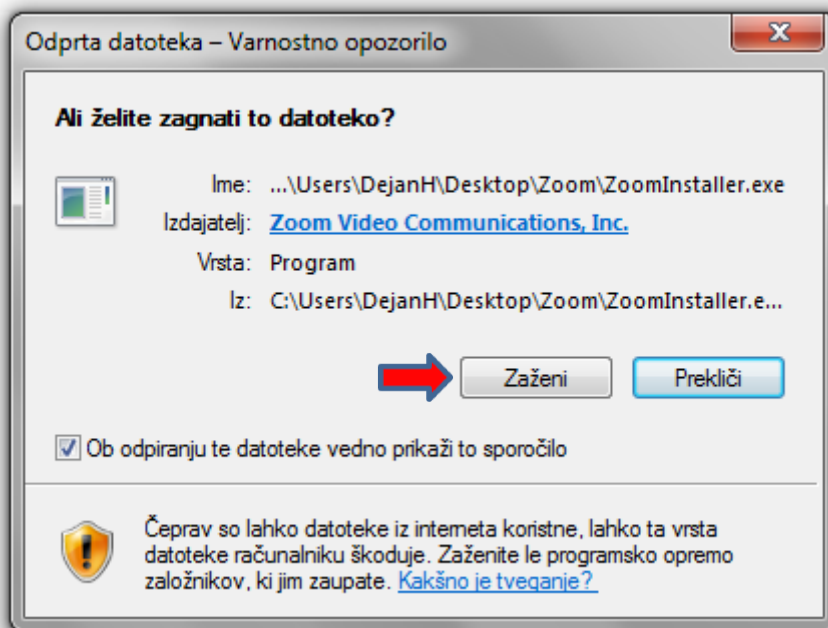 Odprta datoteka – Varnostno opozorilo
Ali želite zagnati to datoteko?
Ime: ...\Users\DejanH\Desktop\Zoom\ZoomInstaller.exe
Izdajatelj: Zoom Video Communications, Inc.
Vrsta: Program
Iz: C:\Users\DejanH\Desktop\Zoom\ZoomInstaller.e...
Zaženi Prekliči
Ob odpiranju te datoteke vedno prikaži to sporočilo
Čeprav so lahko datoteke iz interneta koristne, lahko ta vrsta
datoteke računalniku škoduje. Zaženite le programsko opremo
založnikov, ki jim zaupate. Kakšno je tveganje?